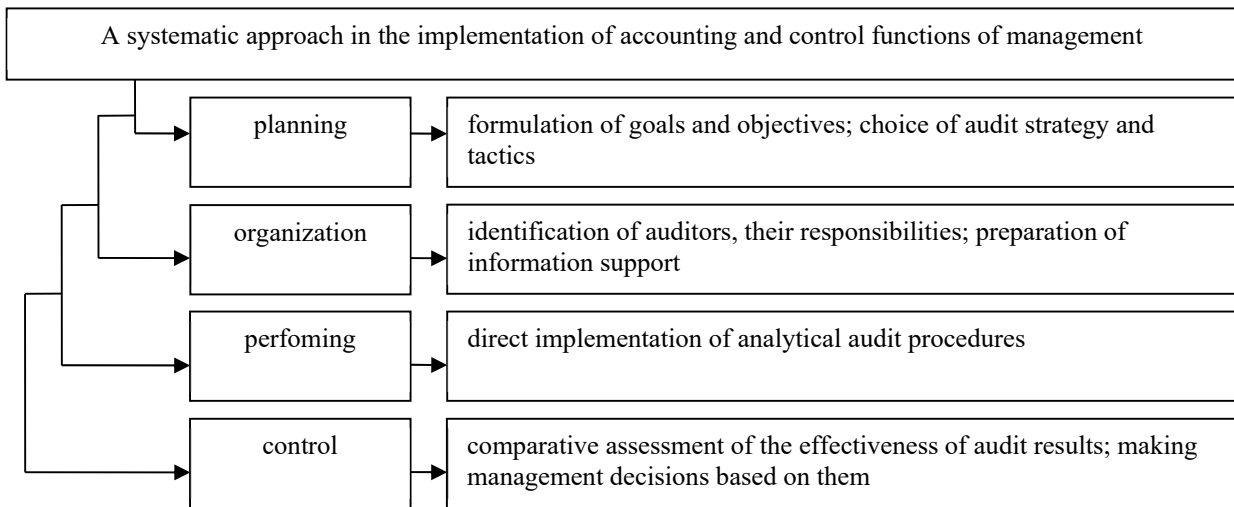 A systematic approach in the implementation of accounting and control functions of management
planning
formulation of goals and objectives; choice of audit strategy and
tactics
organization
identification of auditors, their responsibilities; preparation of
information support
perfoming
direct implementation of analytical audit procedures
control
comparative assessment of the effectiveness of audit results; making
management decisions based on them